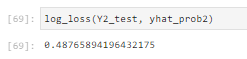 [69]: log_loss(Y2_test, yhat_prob2)
[69]: 0.48765894196432175